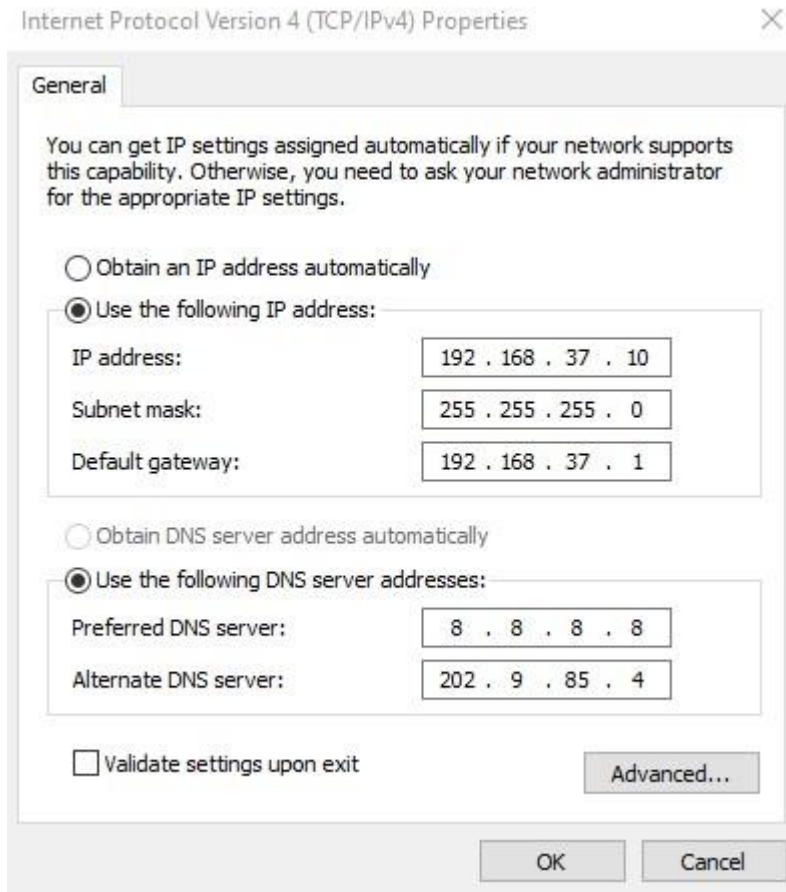 Internet Protocol Version 4 (TCP/IPv4) Properties
General
You can get IP settings assigned automatically if your network supports
this capability. Otherwise, you need to ask your network administrator
for the appropriate IP settings.
Obtain an IP address automatically
Use the following IP address:
IP address: 192 . 168 . 37 . 10
Subnet mask: 255 . 255 . 255 . 0
Default gateway: 192 . 168 . 37 . 1
Obtain DNS server address automatically
Use the following DNS server addresses:
Preferred DNS server: 8 . 8 . 8 . 8
Alternate DNS server: 202 . 9 . 85 . 4
Validate settings upon exit
Advanced...
OK Cancel